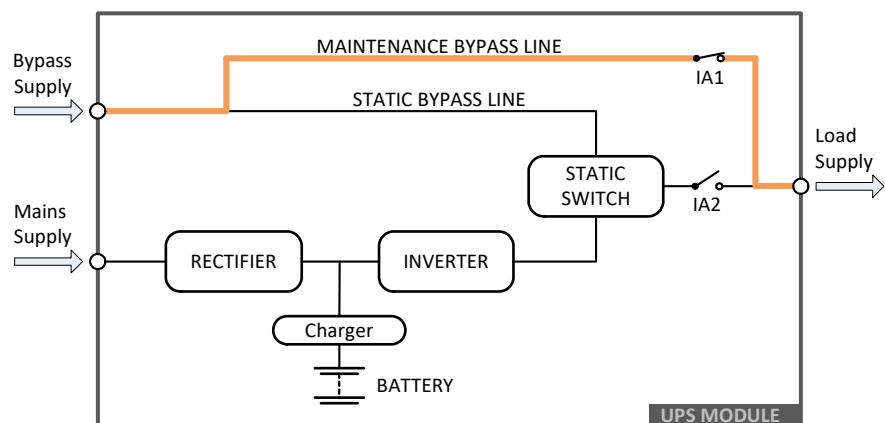 MAINTENANCE BYPASS LINE
Bypass
Supply
IA1
STATIC BYPASS LINE
Load
Supply
STATIC
SWITCH
IA2
Mains
Supply
RECTIFIER
INVERTER
Charger
BATTERY
UPS MODULE